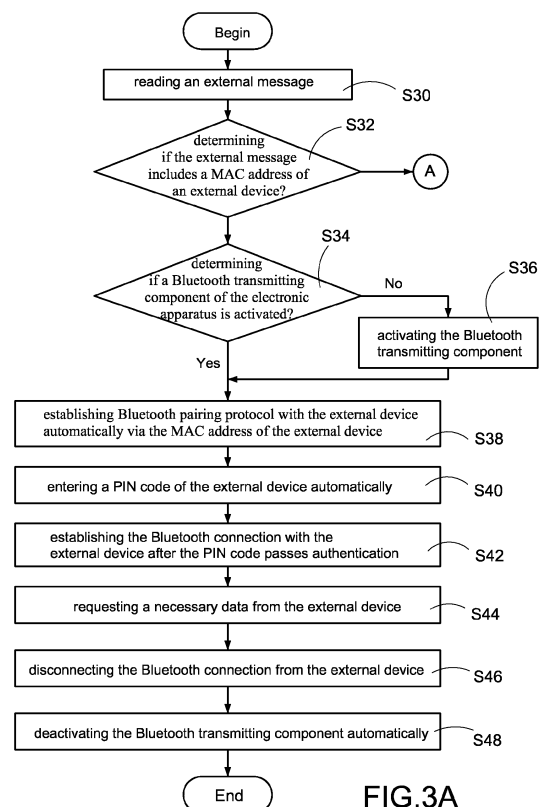 Begin
reading an external message
S30
S32
determining
if the external message
includes a MAC address of
an external device?
A
S34
determining
if a Bluetooth transmitting
component of the electronic
apparatus is activated?
No
S36
activating the Bluetooth
transmitting component
Yes
establishing Bluetooth pairing protocol with the external device
automatically via the MAC address of the external device
S38
entering a PIN code of the external device automatically
S40
establishing the Bluetooth connection with the
external device after the PIN code passes authentication
S42
requesting a necessary data from the external device
S44
disconnecting the Bluetooth connection from the external device
S46
deactivating the Bluetooth transmitting component automatically
S48
End
FIG.3A